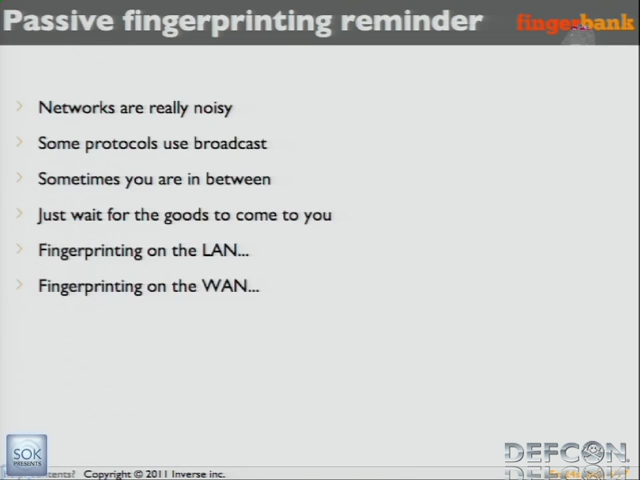 Passive fingerprinting reminder
fingerbank
Networks are really noisy
Some protocols use broadcast
Sometimes you are in between
Just wait for the goods to come to you
Fingerprinting on the LAN...
Fingerprinting on the WAN...
SOK
PRESENTS
DEFCON
Copyright © 2011 Inverse inc.